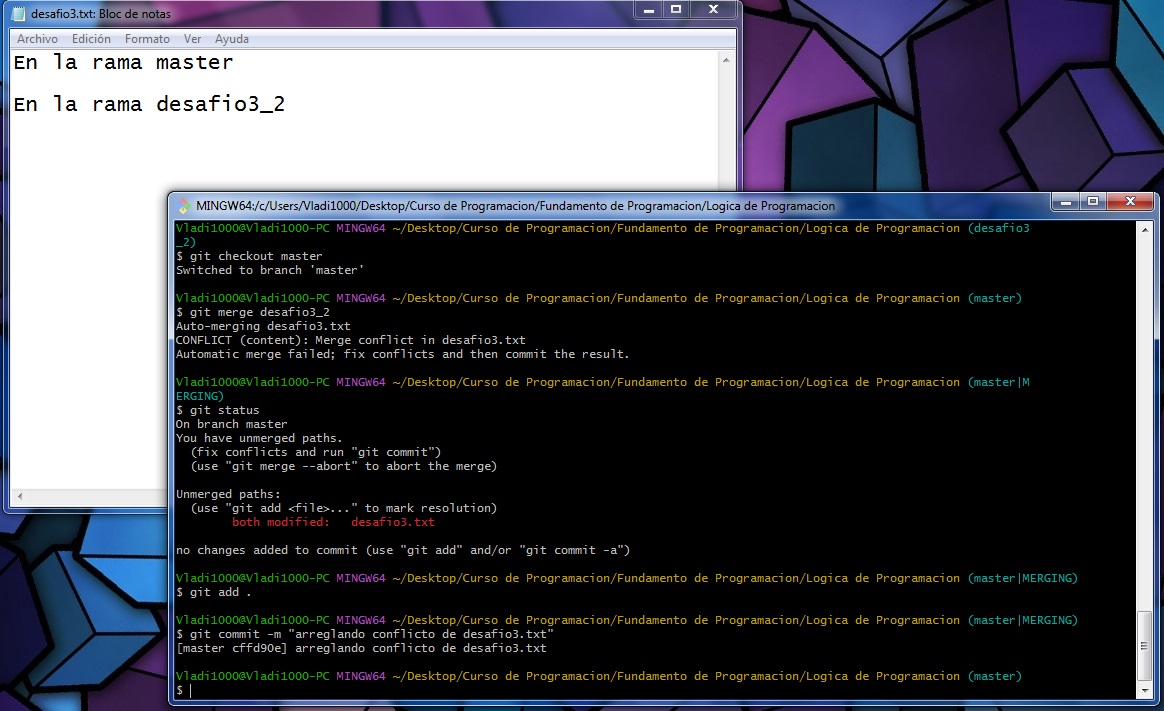 desafio3.txt: Bloc de notas
Archivo Edición Formato Ver Ayuda
En la rama master
En la rama desafio3_2
MINGW64:/c/Users/Vladi1000/Desktop/Curso de Programacion/Fundamento de Programacion/Logica de Programacion
Vladi1000@Vladi1000-PC MINGW64 ~/Desktop/Curso de Programacion/Fundamento de Programacion/Logica de Programacion (desafio3
_2)
$ git checkout master
Switched to branch 'master'
Vladi1000@Vladi1000-PC MINGW64 ~/Desktop/Curso de Programacion/Fundamento de Programacion/Logica de Programacion (master)
$ git merge desafio3_2
Auto-merging desafio3.txt
CONFLICT (content): Merge conflict in desafio3.txt
Automatic merge failed; fix conflicts and then commit the result.
Vladi1000@Vladi1000-PC MINGW64 ~/Desktop/Curso de Programacion/Fundamento de Programacion/Logica de Programacion (master|M
ERGING)
$ git status
On branch master
You have unmerged paths.
  (fix conflicts and run "git commit")
  (use "git merge --abort" to abort the merge)
Unmerged paths:
  (use "git add <file>..." to mark resolution)
        both modified:   desafio3.txt
no changes added to commit (use "git add" and/or "git commit -a")
Vladi1000@Vladi1000-PC MINGW64 ~/Desktop/Curso de Programacion/Fundamento de Programacion/Logica de Programacion (master|MERGING)
$ git add .
Vladi1000@Vladi1000-PC MINGW64 ~/Desktop/Curso de Programacion/Fundamento de Programacion/Logica de Programacion (master|MERGING)
$ git commit -m "arreglando conflicto de desafio3.txt"
[master cffd90e] arreglando conflicto de desafio3.txt
Vladi1000@Vladi1000-PC MINGW64 ~/Desktop/Curso de Programacion/Fundamento de Programacion/Logica de Programacion (master)
$